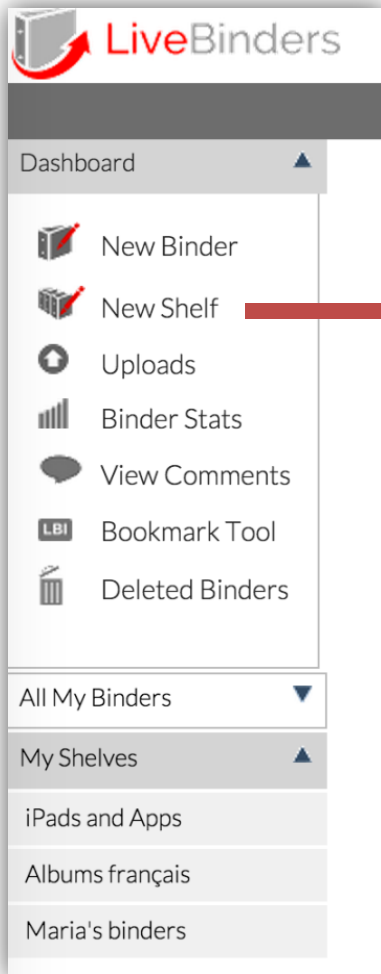 LiveBinders
Dashboard
New Binder
New Shelf
Uploads
Binder Stats
View Comments
LBI Bookmark Tool
Deleted Binders
All My Binders
My Shelves
iPads and Apps
Albums français
Maria's binders